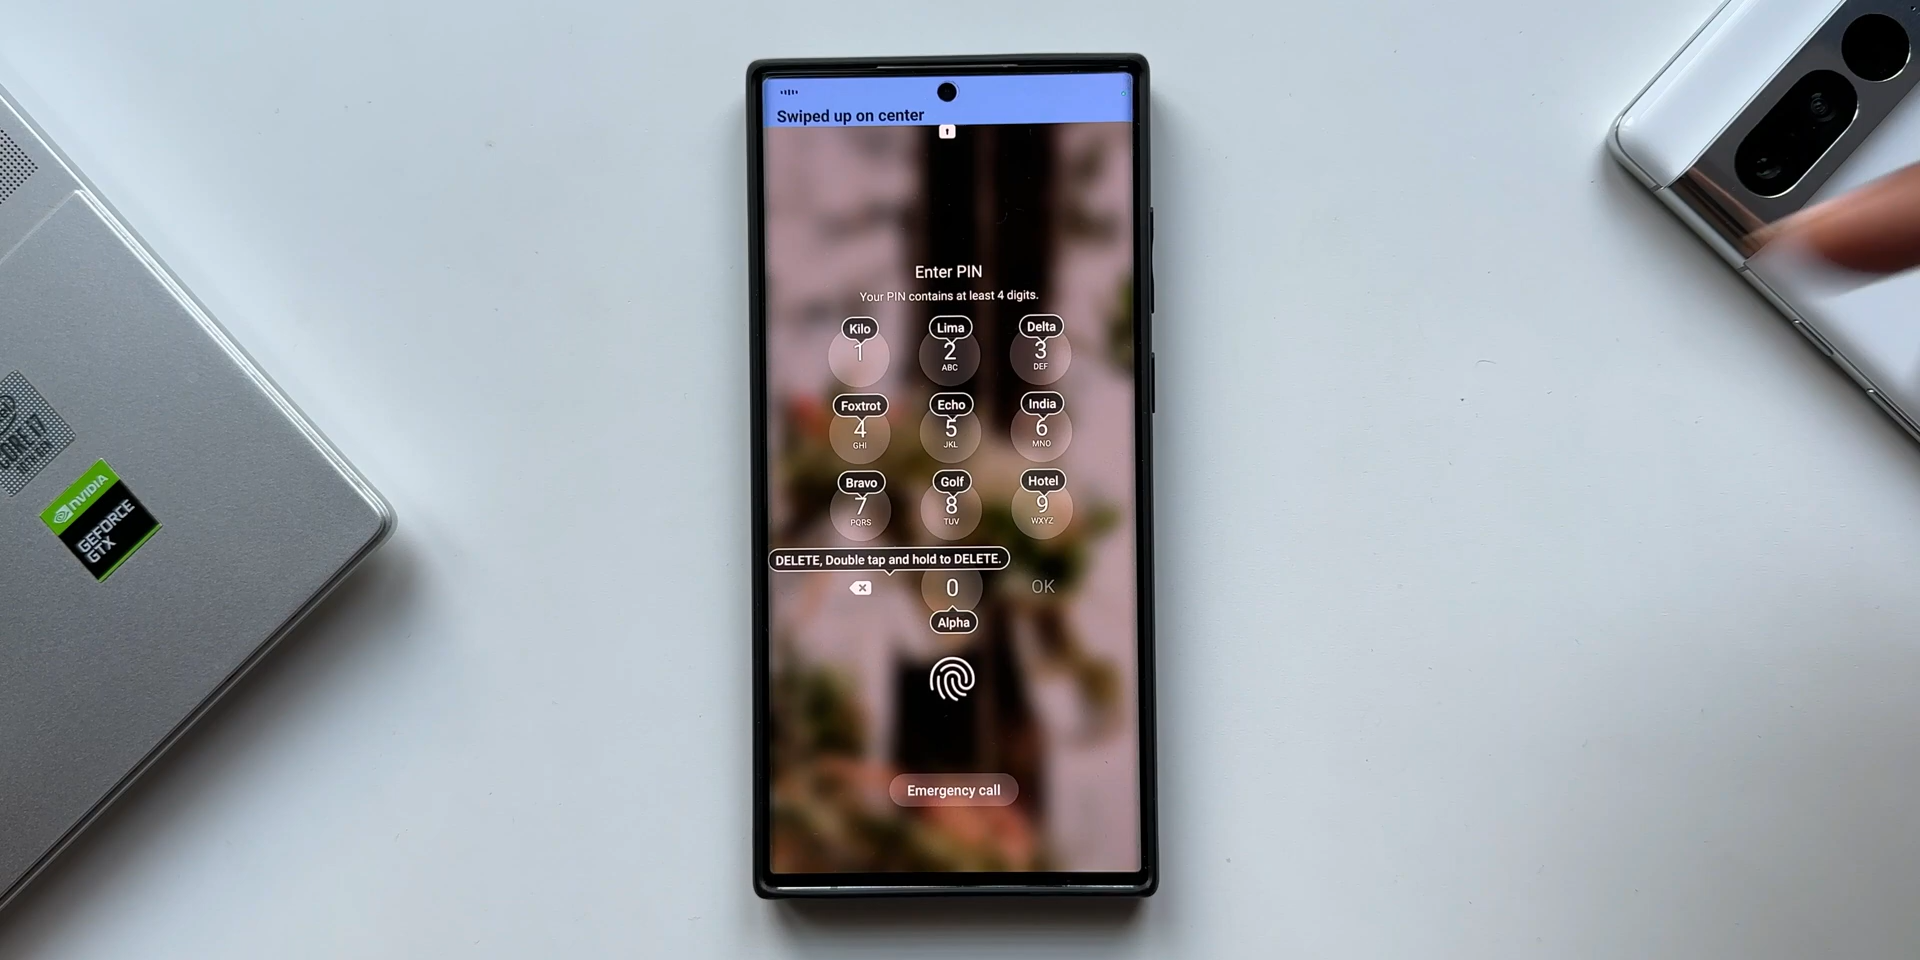 Swiped up on center
Enter PIN
Your PIN contains at least 4 digits.
Kilo
Lima
Delta
1
2
3
ABC
DEF
Foxtrot
Echo
India
4
5
6
GHI
JKL
MNO
Bravo
Golf
Hotel
7
8
9
PQRS
TUV
WXYZ
DELETE, Double tap and hold to DELETE.
0
OK
Alpha
Emergency call
CORE i7
NVIDIA
GEFORCE
GTX